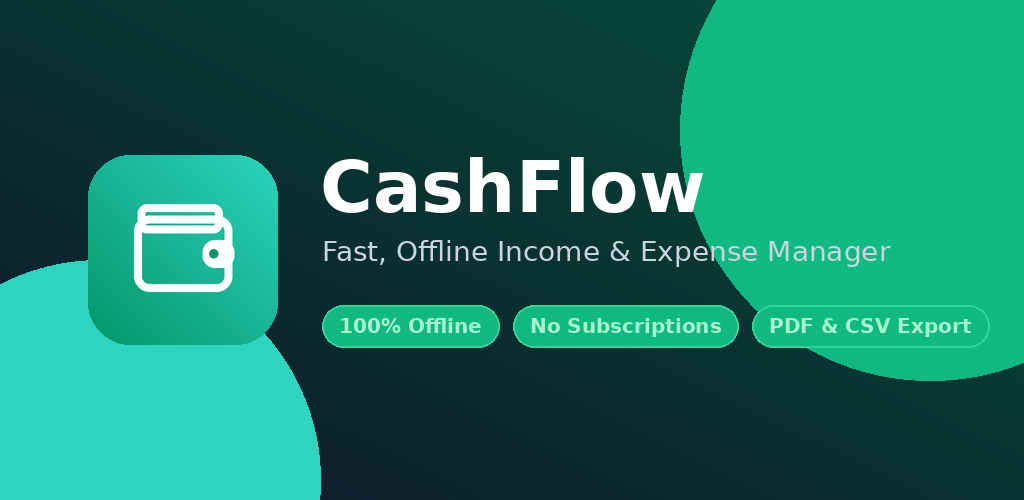 CashFlow
Fast, Offline Income & Expense Manager
100% Offline No Subscriptions PDF & CSV Export